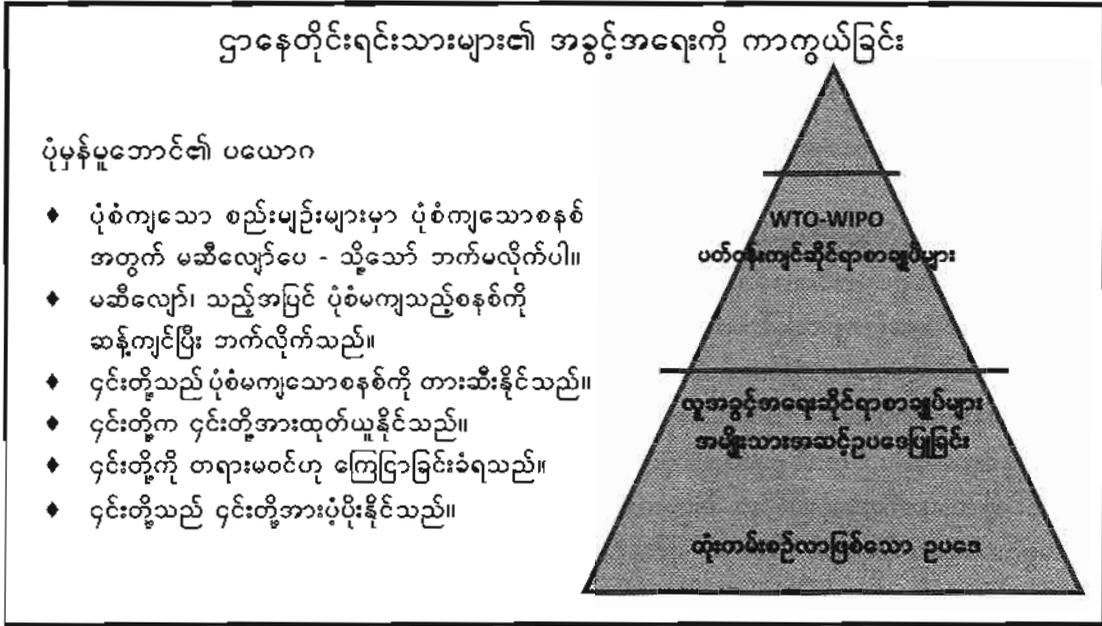 ဌာနေတိုင်းရင်းသားများ၏ အခွင့်အရေးကို ကာကွယ်ခြင်း
ပုံမှန်မူဘောင်၏ ပယောဂ
♦ ပုံစံကျသော စည်းမျဉ်းများမှာ ပုံစံကျသောစနစ်
အတွက် မဆီလျော်ပေ - သို့သော် ဘက်မလိုက်ပါ။
♦ မဆီလျော်၊ သည့်အပြင် ပုံစံမကျသည့်စနစ်ကို
ဆန့်ကျင်ပြီး ဘက်လိုက်သည်။
♦ ၄င်းတို့သည် ပုံစံမကျသောစနစ်ကို တားဆီးနိုင်သည်။
♦ ၄င်းတို့က ၄င်းတို့အားထုတ်ယူနိုင်သည်။
♦ ၄င်းတို့ကို တရားမဝင်ဟု ကြေငြာခြင်းခံရသည်။
♦ ၄င်းတို့သည် ၄င်းတို့အားပံ့ပိုးနိုင်သည်။
WTO-WIPO
ပတ်ဝန်းကျင်ဆိုင်ရာစာချုပ်များ
လူအခွင့်အရေးဆိုင်ရာစာချုပ်များ
အမျိုးသားအဆင့်ဥပဒေပြုခြင်း
ထုံးတမ်းစဉ်လာဖြစ်သော ဥပဒေ